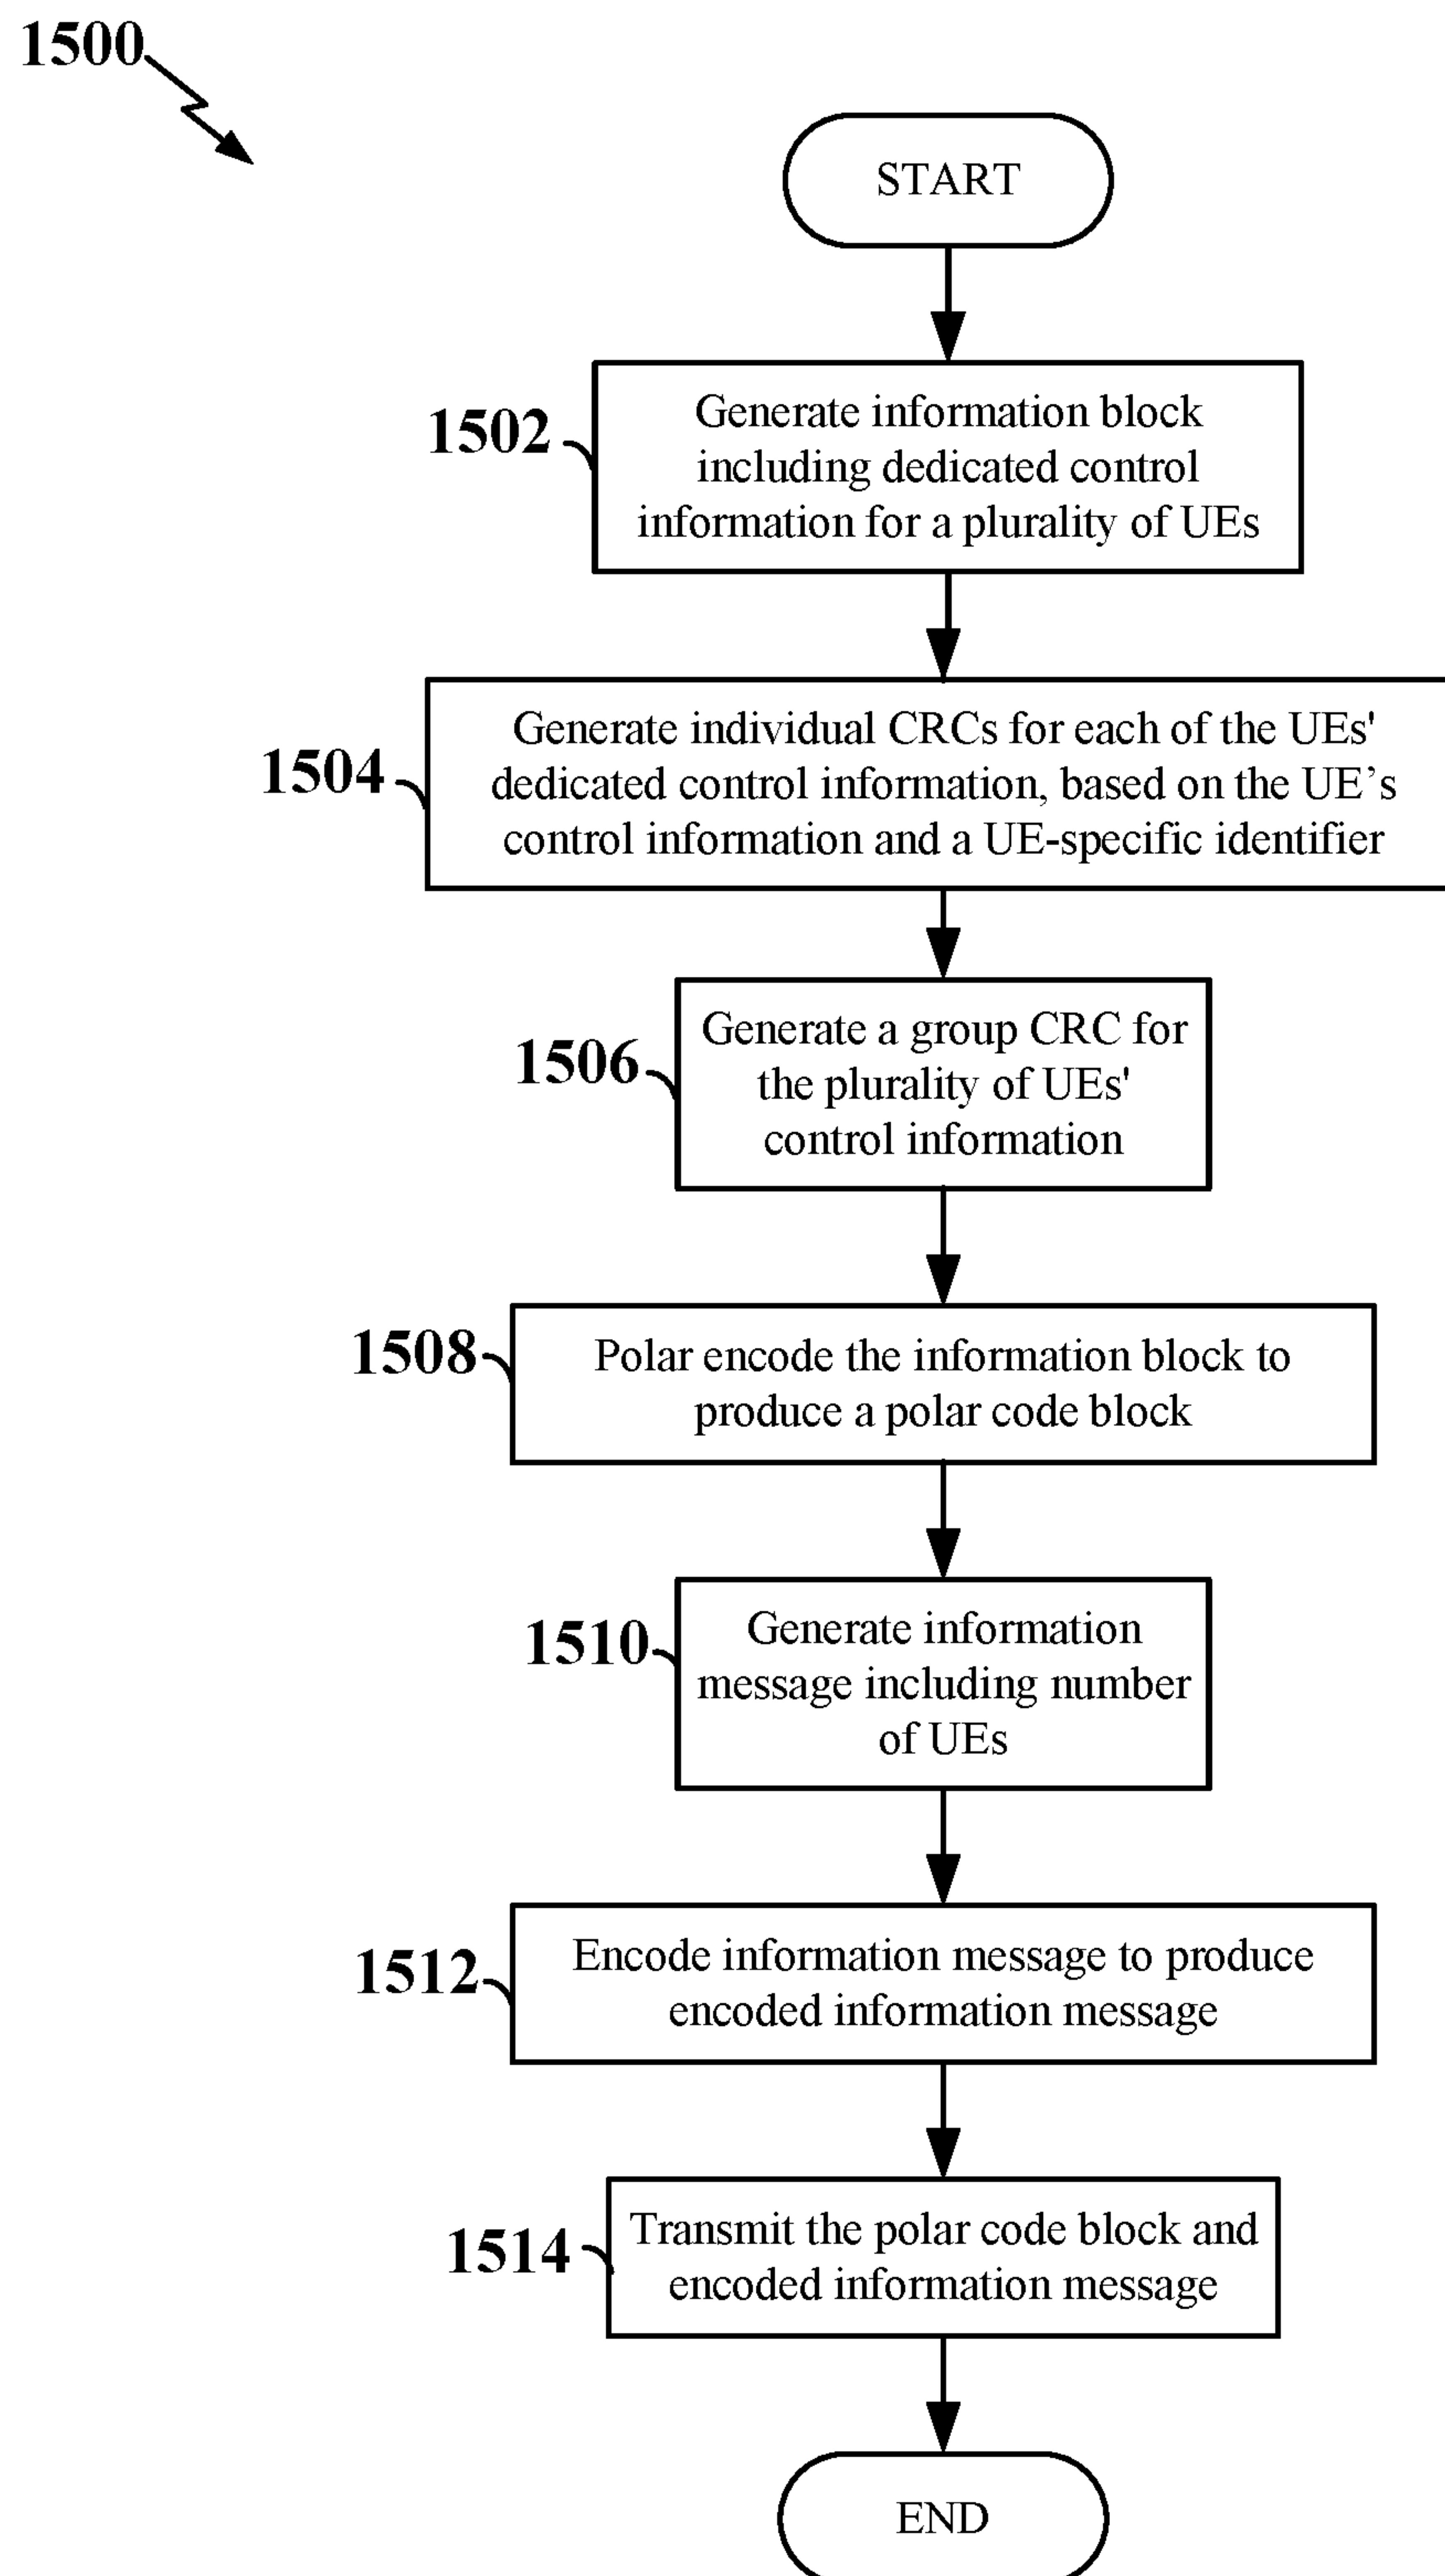 1500
START
1502
Generate information block
including dedicated control
information for a plurality of UEs
1504
Generate individual CRCs for each of the UEs'
dedicated control information, based on the UE’s
control information and a UE-specific identifier
1506
Generate a group CRC for
the plurality of UEs'
control information
1508
Polar encode the information block to
produce a polar code block
1510
Generate information
message including number
of UEs
1512
Encode information message to produce
encoded information message
1514
Transmit the polar code block and
encoded information message
END